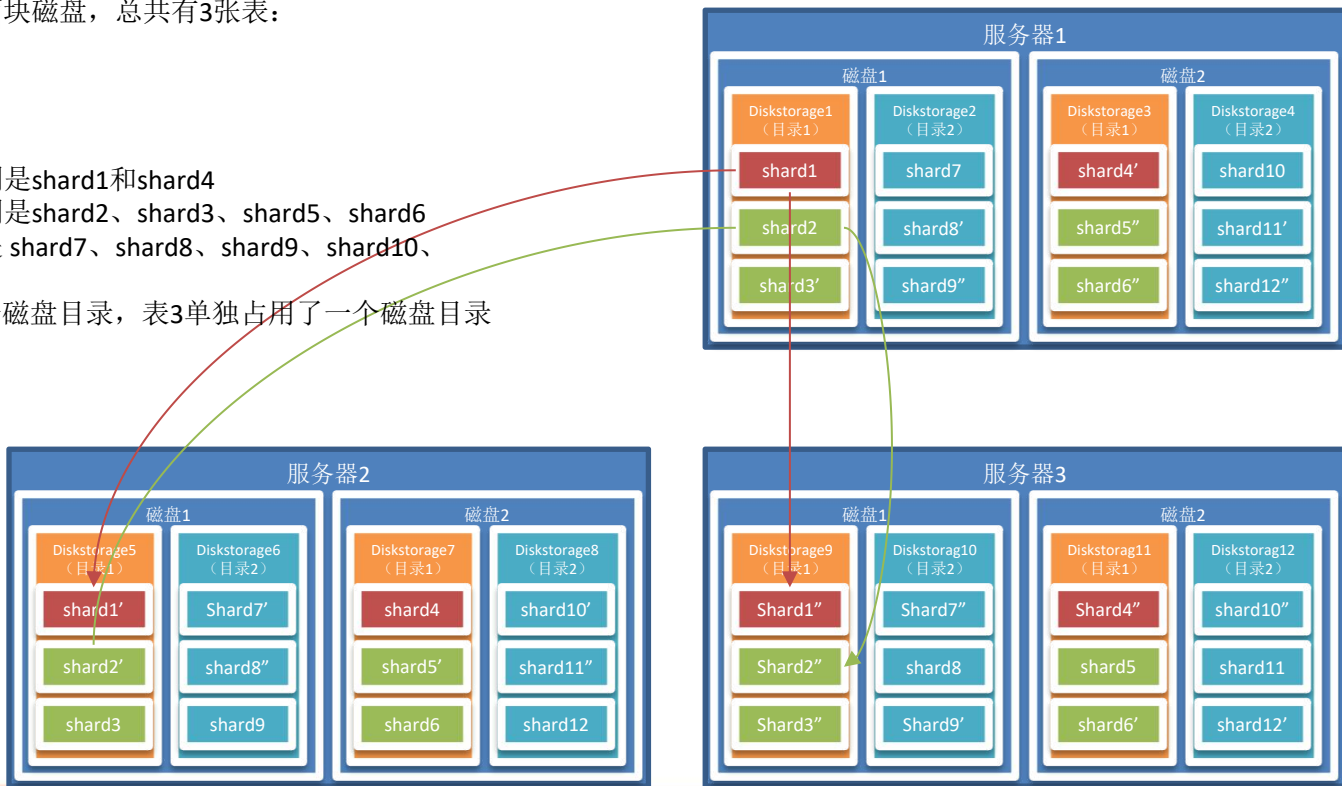 块磁盘，总共有3张表：
是shard1和shard4
是shard2、shard3、shard5、shard6
shard7、shard8、shard9、shard10、
磁盘目录，表3单独占用了一个磁盘目录
服务器1
磁盘1
Diskstorage1
（目录1）
shard1
shard2
shard3’
Diskstorage2
（目录2）
shard7
shard8’
shard9”
磁盘2
Diskstorage3
（目录1）
shard4’
shard5”
shard6”
Diskstorage4
（目录2）
shard10
shard11’
shard12”
服务器2
磁盘1
Diskstorage5
（目录1）
shard1’
shard2’
shard3
Diskstorage6
（目录2）
Shard7’
shard8”
shard9
磁盘2
Diskstorage7
（目录1）
shard4
shard5’
shard6
Diskstorage8
（目录2）
shard10’
shard11”
shard12
服务器3
磁盘1
Diskstorage9
（目录1）
Shard1”
Shard2”
Shard3”
Diskstorag10
（目录2）
Shard7”
shard8
Shard9’
磁盘2
Diskstorag11
（目录1）
Shard4”
shard5
shard6’
Diskstorag12
（目录2）
shard10”
shard11
shard12’